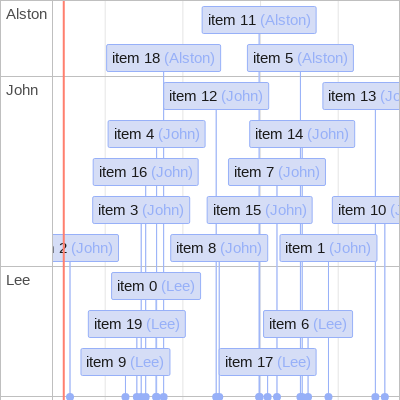 Alston
item 11 (Alston)
item 18 (Alston)
item 5 (Alston)
John
item 12 (John)
item 13 (Jo
item 4 (John)
item 14 (John)
item 16 (John)
item 7 (John)
item 3 (John)
item 15 (John)
item 10 (J
2 (John)
item 8 (John)
item 1 (John)
Lee
item 0 (Lee)
item 19 (Lee)
item 6 (Lee)
item 9 (Lee)
item 17 (Lee)